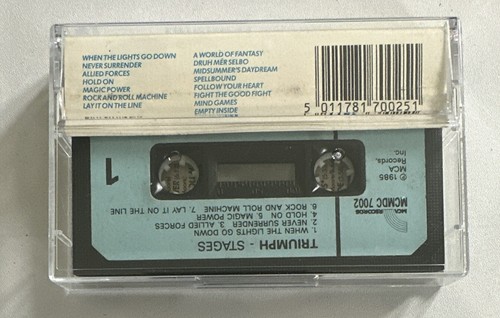 WHEN THE LIGHTS GO DOWN
NEVER SURRENDER
ALLIED FORCES
HOLD ON
MAGIC POWER
ROCK AND ROLL MACHINE
LAY IT ON THE LINE
A WORLD OF FANTASY
DRUH MER SELBO
MIDSUMMER'S DAYDREAM
SPELLBOUND
FOLLOW YOUR HEART
FIGHT THE GOOD FIGHT
MIND GAMES
EMPTY INSIDE
5 011781 700251
1
TRIUMPH - STAGES
1. WHEN THE LIGHTS GO DOWN
2. NEVER SURRENDER 3. ALLIED FORCES
4. HOLD ON 5. MAGIC POWER
6. ROCK AND ROLL MACHINE 7. LAY IT ON THE LINE
MCA RECORDS
MCMDC 7002
℗ 1985
MCA
Records,
Inc.